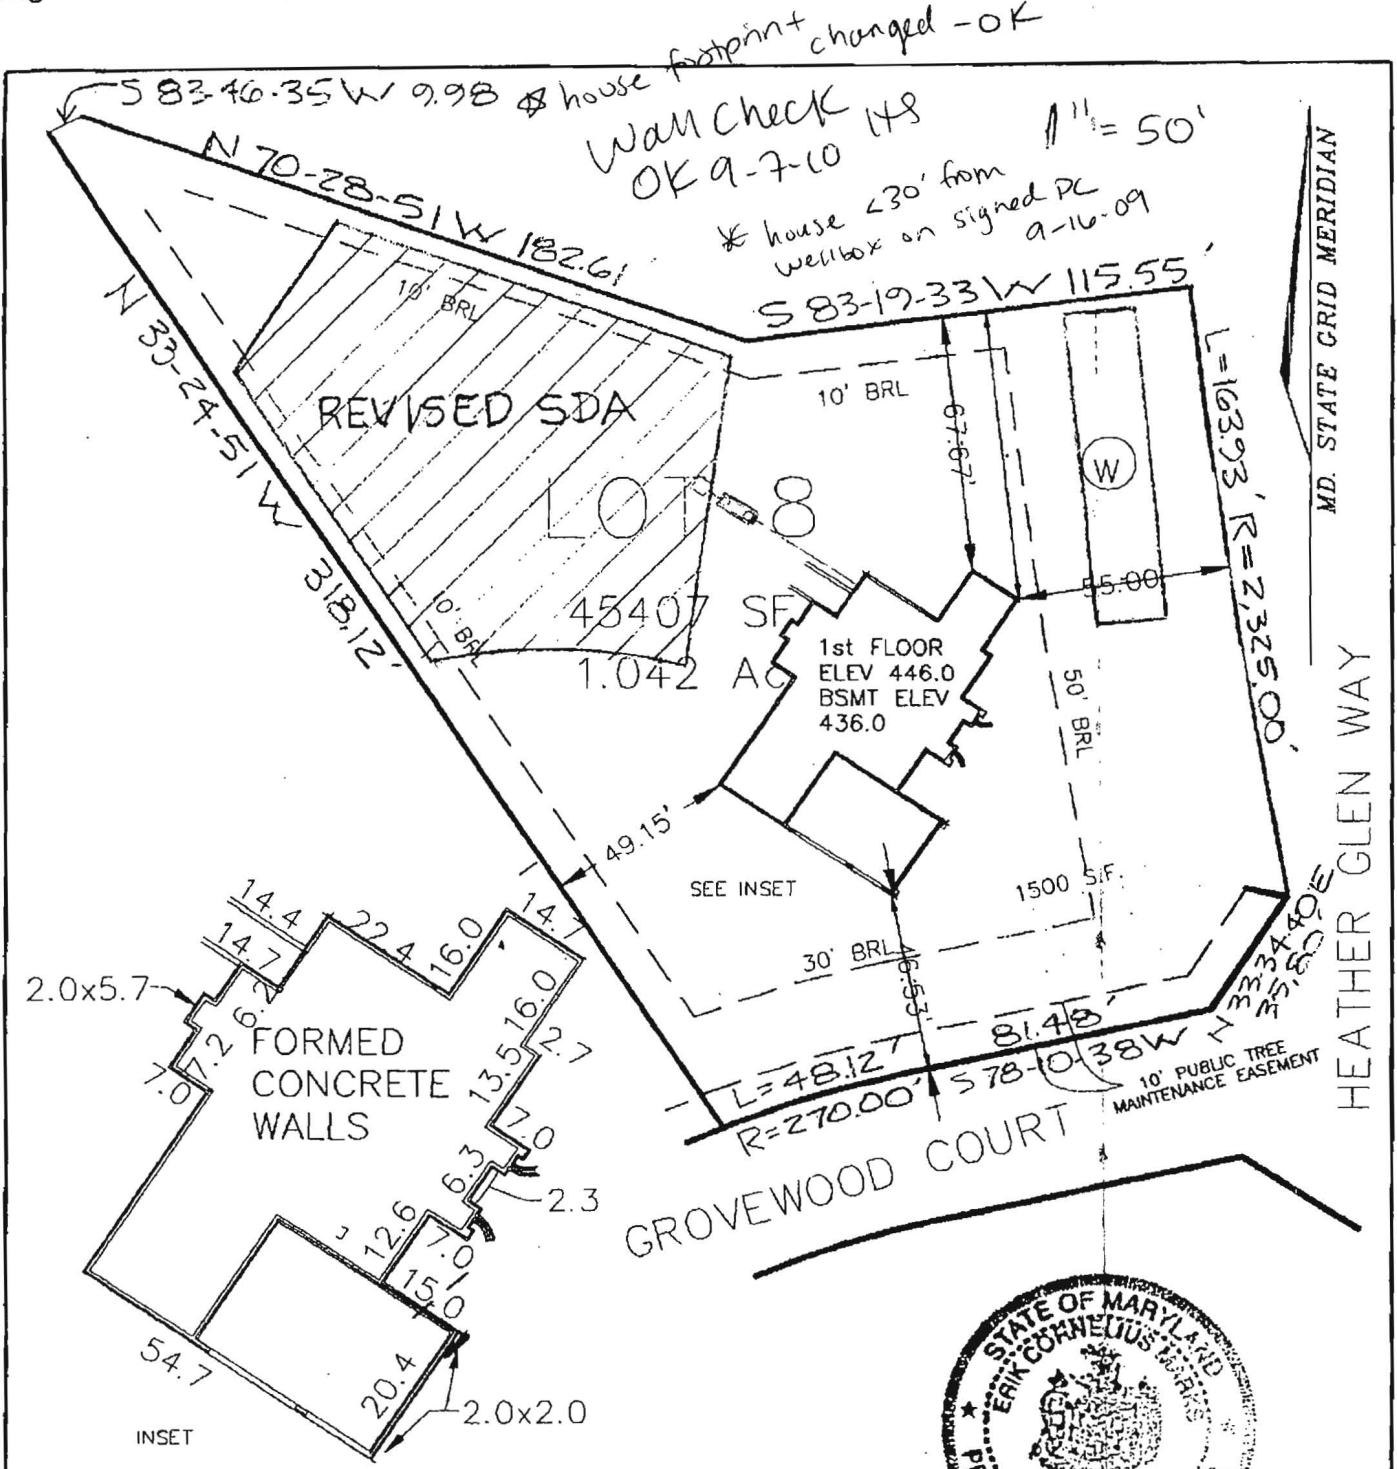 * house footprint changed - OK
S 83-46-35 W 9.98
Wall Check
OK 9-7-10
1" = 50'
N 70-28-51 W 182.61
* house <30' from
wellbox on signed PC
9-16-09
MD. STATE GRID MERIDIAN
S 83-19-33 W 115.55'
10' BRL
10' BRL
N 33-24-51 W 318.12'
REVISED SDA
67.67'
W
L=163.93' R=2,325.00'
LOT 8
55.00
45407 SF
0' BRL
1.042 AC
1st FLOOR
ELEV 446.0
BSMT ELEV
436.0
50' BRL
HEATHER GLEN WAY
49.15'
SEE INSET
1500 S.F.
30' BRL
46.53'
81.48'
L=48.12'
R=270.00'
S 78-10-38 W
10' PUBLIC TREE
MAINTENANCE EASEMENT
GROVEWOOD COURT
14.4
14.7
22.4
16.0
14.7
2.0x5.7
6.2
7.2
7.0
16.0
2.7
13.5
7.0
FORMED
CONCRETE
WALLS
6.3
2.3
12.6
7.0
15.0
54.7
20.4
2.0x2.0
INSET
STATE OF MARYLAND
ERIK CORNELIUS MARKS